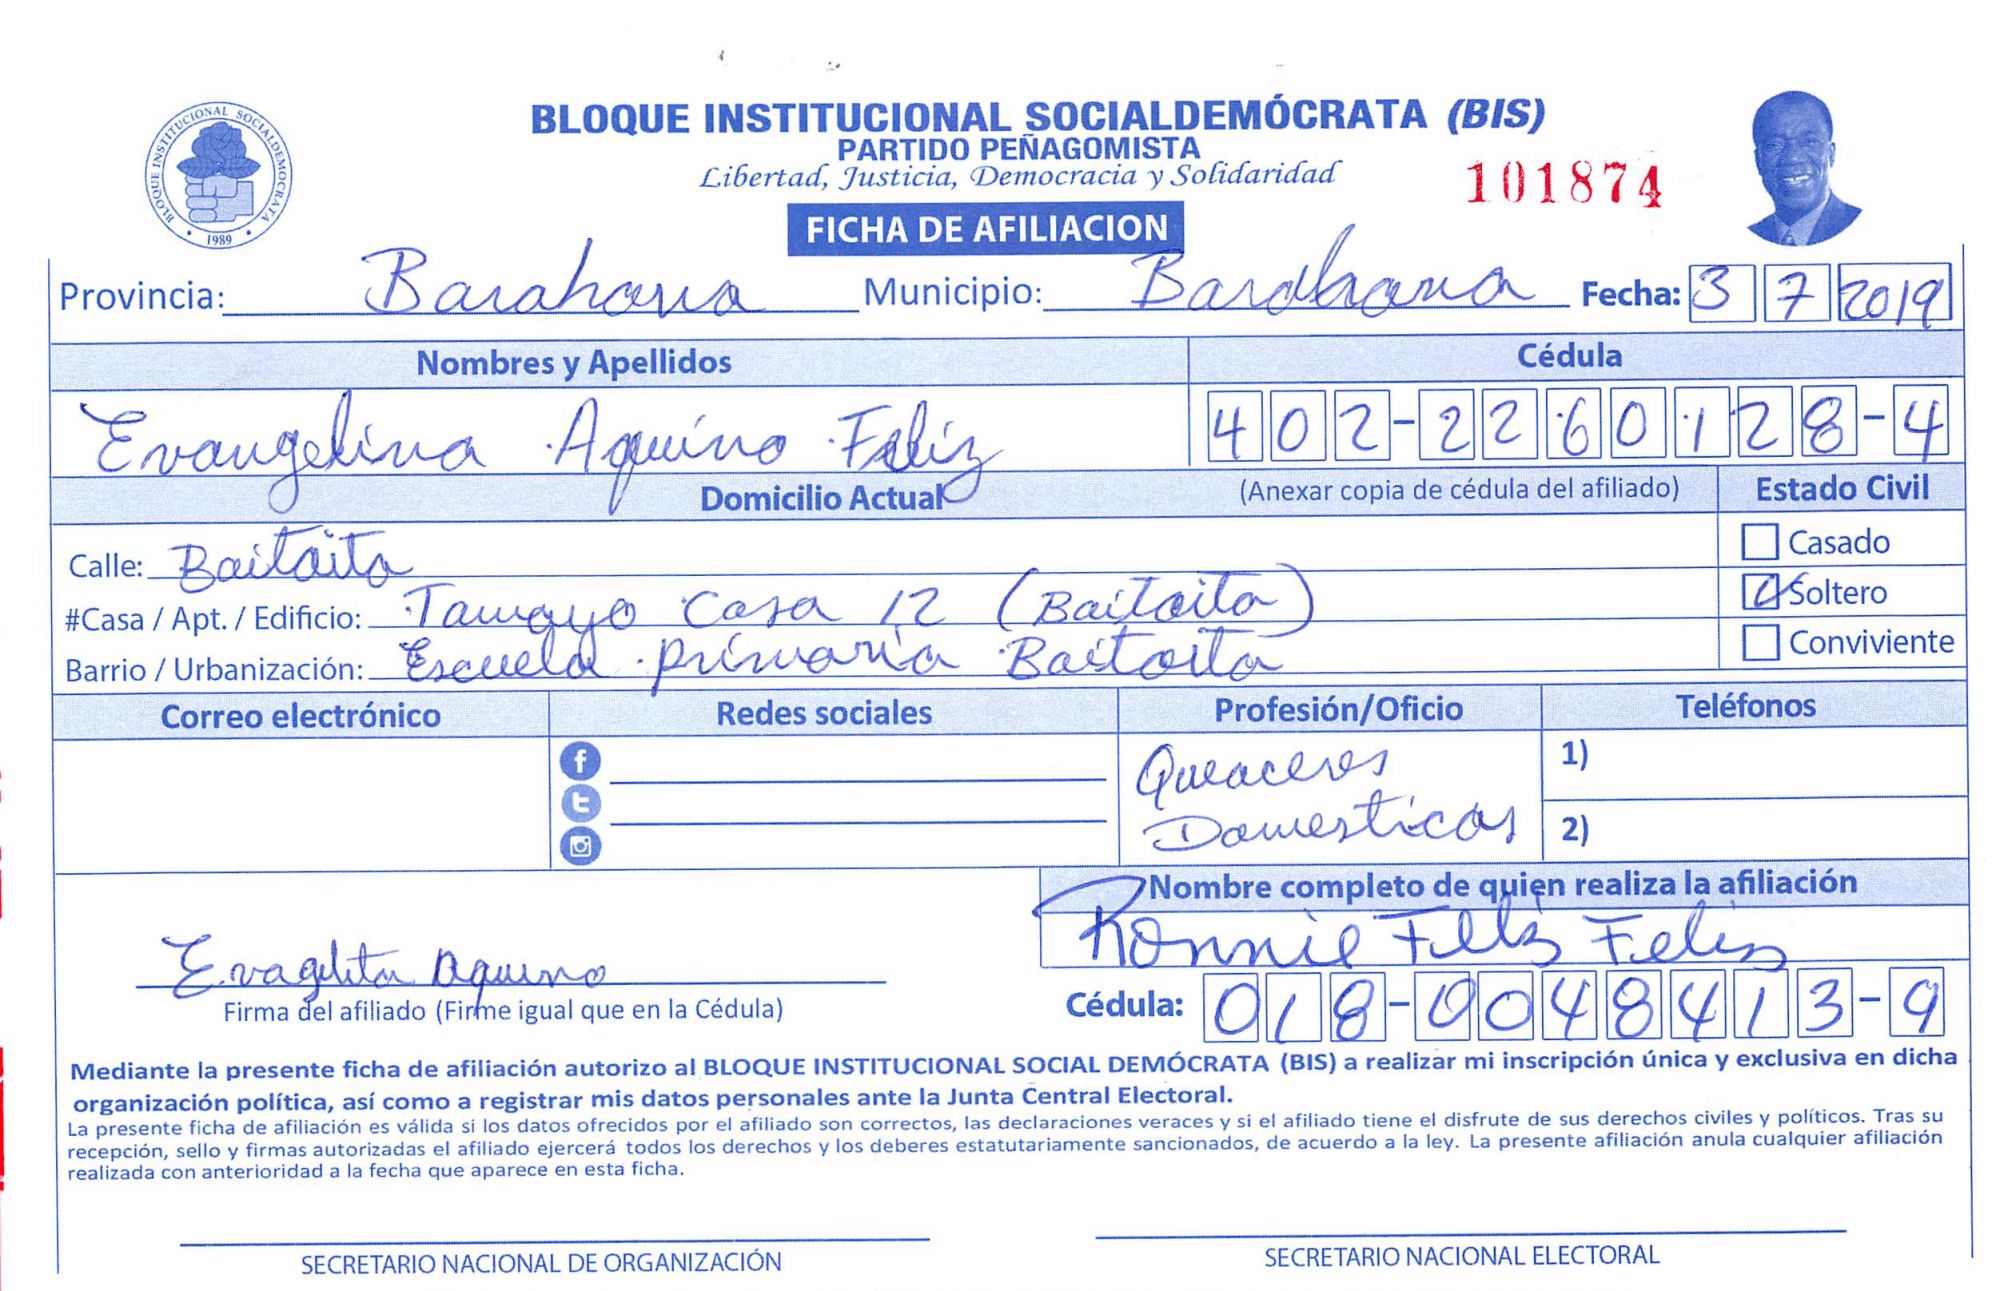 BLOQUE INSTITUCIONAL SOCIALDEMÓCRATA (BIS)
PARTIDO PEÑAGOMISTA
Libertad, Justicia, Democracia y Solidaridad
101874
BLOQUE INSTITUCIONAL SOCIALDEMOCRATA
1989
FICHA DE AFILIACION
Provincia: Barahona Municipio: Barahona Fecha: 3 7 2019
Nombres y Apellidos Cédula
Evangelina Aquino Feliz 402-2260128-4
Domicilio Actual (Anexar copia de cédula del afiliado) Estado Civil
Calle: Baitoita Casado
#Casa / Apt. / Edificio: Tamayo Casa 12 (Baitoita) Soltero
Barrio / Urbanización: Escuela primaria Baitoita Conviviente
Correo electrónico Redes sociales Profesión/Oficio Teléfonos
Queaceres 1)
Domesticos 2)
Nombre completo de quien realiza la afiliación
Ronnie Feliz Feliz
Evagelita Aquino
Firma del afiliado (Firme igual que en la Cédula) Cédula: 018-0048413-9
Mediante la presente ficha de afiliación autorizo al BLOQUE INSTITUCIONAL SOCIAL DEMÓCRATA (BIS) a realizar mi inscripción única y exclusiva en dicha
organización política, así como a registrar mis datos personales ante la Junta Central Electoral.
La presente ficha de afiliación es válida si los datos ofrecidos por el afiliado son correctos, las declaraciones veraces y si el afiliado tiene el disfrute de sus derechos civiles y políticos. Tras su
recepción, sello y firmas autorizadas el afiliado ejercerá todos los derechos y los deberes estatutariamente sancionados, de acuerdo a la ley. La presente afiliación anula cualquier afiliación
realizada con anterioridad a la fecha que aparece en esta ficha.
SECRETARIO NACIONAL DE ORGANIZACIÓN SECRETARIO NACIONAL ELECTORAL